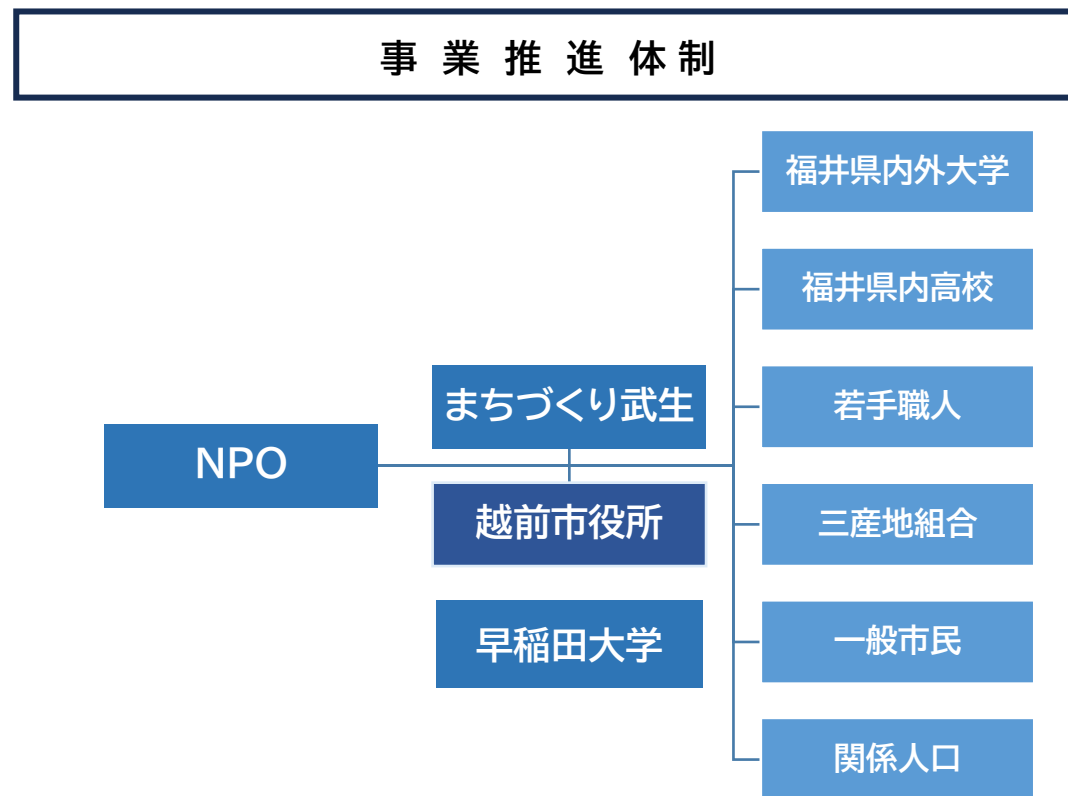 事業推進体制
NPO
まちづくり武生
越前市役所
早稲田大学
福井県内外大学
福井県内高校
若手職人
三産地組合
一般市民
関係人口